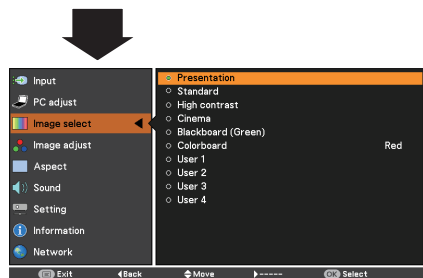 Input
PC adjust
Image select
Image adjust
Aspect
Sound
Setting
Information
Network
Presentation
Standard
High contrast
Cinema
Blackboard (Green)
Colorboard Red
User 1
User 2
User 3
User 4
Exit Back Move ----- OK Select